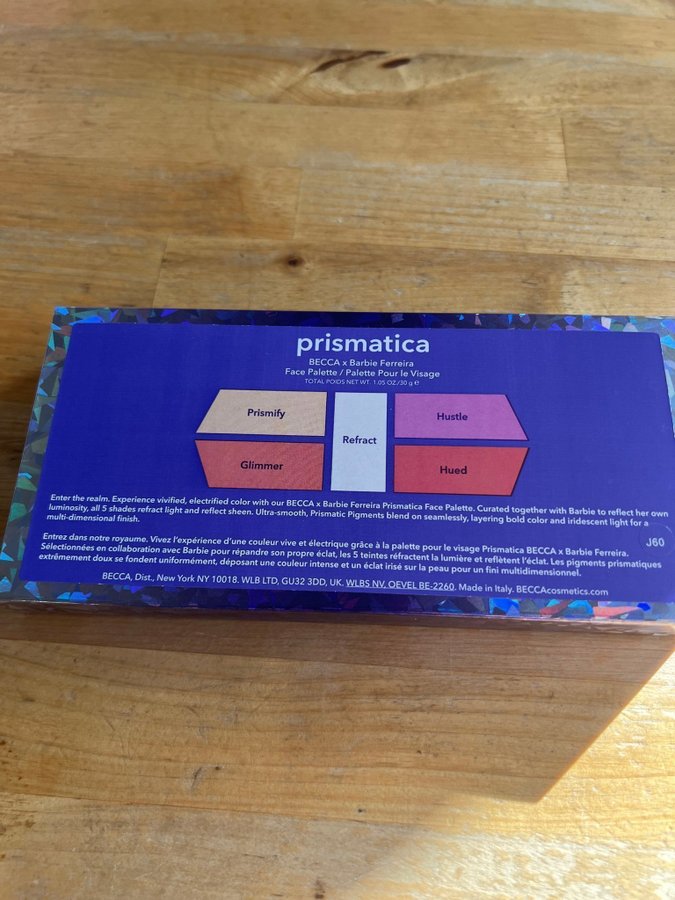 prismatica
BECCA x Barbie Ferreira
Face Palette / Palette Pour le Visage
TOTAL POIDS NET WT. 1.05 OZ./30 g e
Prismify
Refract
Hustle
Glimmer
Hued
Enter the realm. Experience vivified, electrified color with our BECCA x Barbie Ferreira Prismatica Face Palette. Curated together with Barbie to reflect her own
luminosity, all 5 shades refract light and reflect sheen. Ultra-smooth, Prismatic Pigments blend on seamlessly, layering bold color and iridescent light for a
multi-dimensional finish.
Entrez dans notre royaume. Vivez l'expérience d'une couleur vive et électrique grâce à la palette pour le visage Prismatica BECCA x Barbie Ferreira.
Sélectionnées en collaboration avec Barbie pour répandre son propre éclat, les 5 teintes réfractent la lumière et reflètent l'éclat. Les pigments prismatiques
extrêmement doux se fondent uniformément, déposant une couleur intense et un éclat irisé sur la peau pour un fini multidimensionnel.
J60
BECCA, Dist., New York NY 10018. WLB LTD, GU32 3DD, UK. WLBS NV. OEVEL BE-2260. Made in Italy. BECCAcosmetics.com